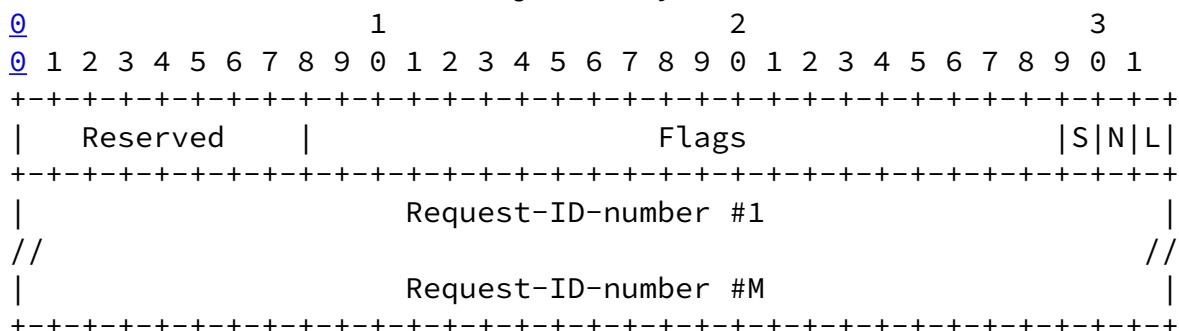 0                   1                   2                   3
0 1 2 3 4 5 6 7 8 9 0 1 2 3 4 5 6 7 8 9 0 1 2 3 4 5 6 7 8 9 0 1
+-+-+-+-+-+-+-+-+-+-+-+-+-+-+-+-+-+-+-+-+-+-+-+-+-+-+-+-+-+-+-+-+
|   Reserved    |                   Flags                 |S|N|L|
+-+-+-+-+-+-+-+-+-+-+-+-+-+-+-+-+-+-+-+-+-+-+-+-+-+-+-+-+-+-+-+-+
|                     Request-ID-number #1                      |
//                                                             //
|                     Request-ID-number #M                      |
+-+-+-+-+-+-+-+-+-+-+-+-+-+-+-+-+-+-+-+-+-+-+-+-+-+-+-+-+-+-+-+-+